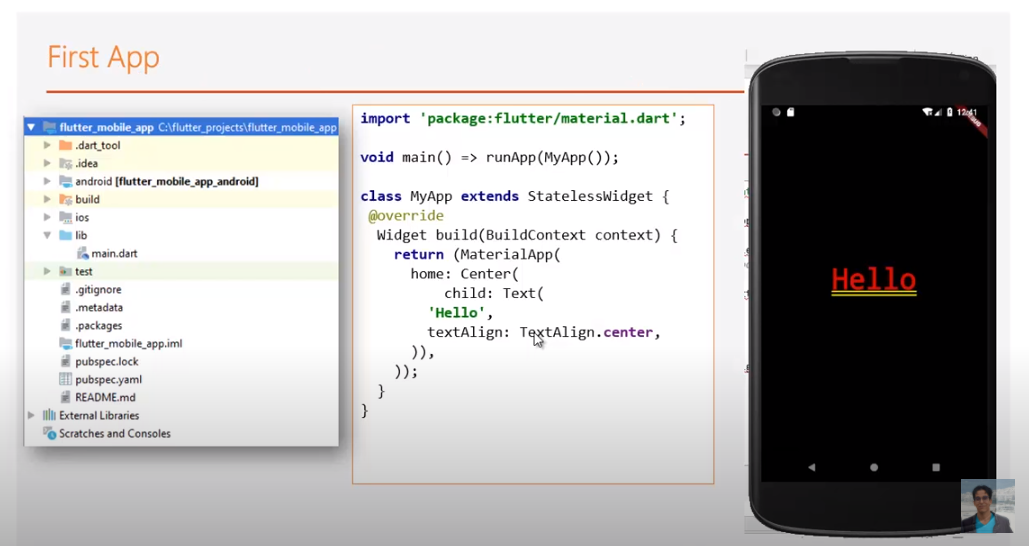 First App
flutter_mobile_app C:\flutter_projects\flutter_mobile_app
.dart_tool
.idea
android [flutter_mobile_app_android]
build
ios
lib
main.dart
test
.gitignore
.metadata
.packages
flutter_mobile_app.iml
pubspec.lock
pubspec.yaml
README.md
External Libraries
Scratches and Consoles
import 'package:flutter/material.dart';
void main() => runApp(MyApp());
class MyApp extends StatelessWidget {
@override
Widget build(BuildContext context) {
return (MaterialApp(
home: Center(
child: Text(
'Hello',
textAlign: TextAlign.center,
)),
));
}
}
12:41
Hello